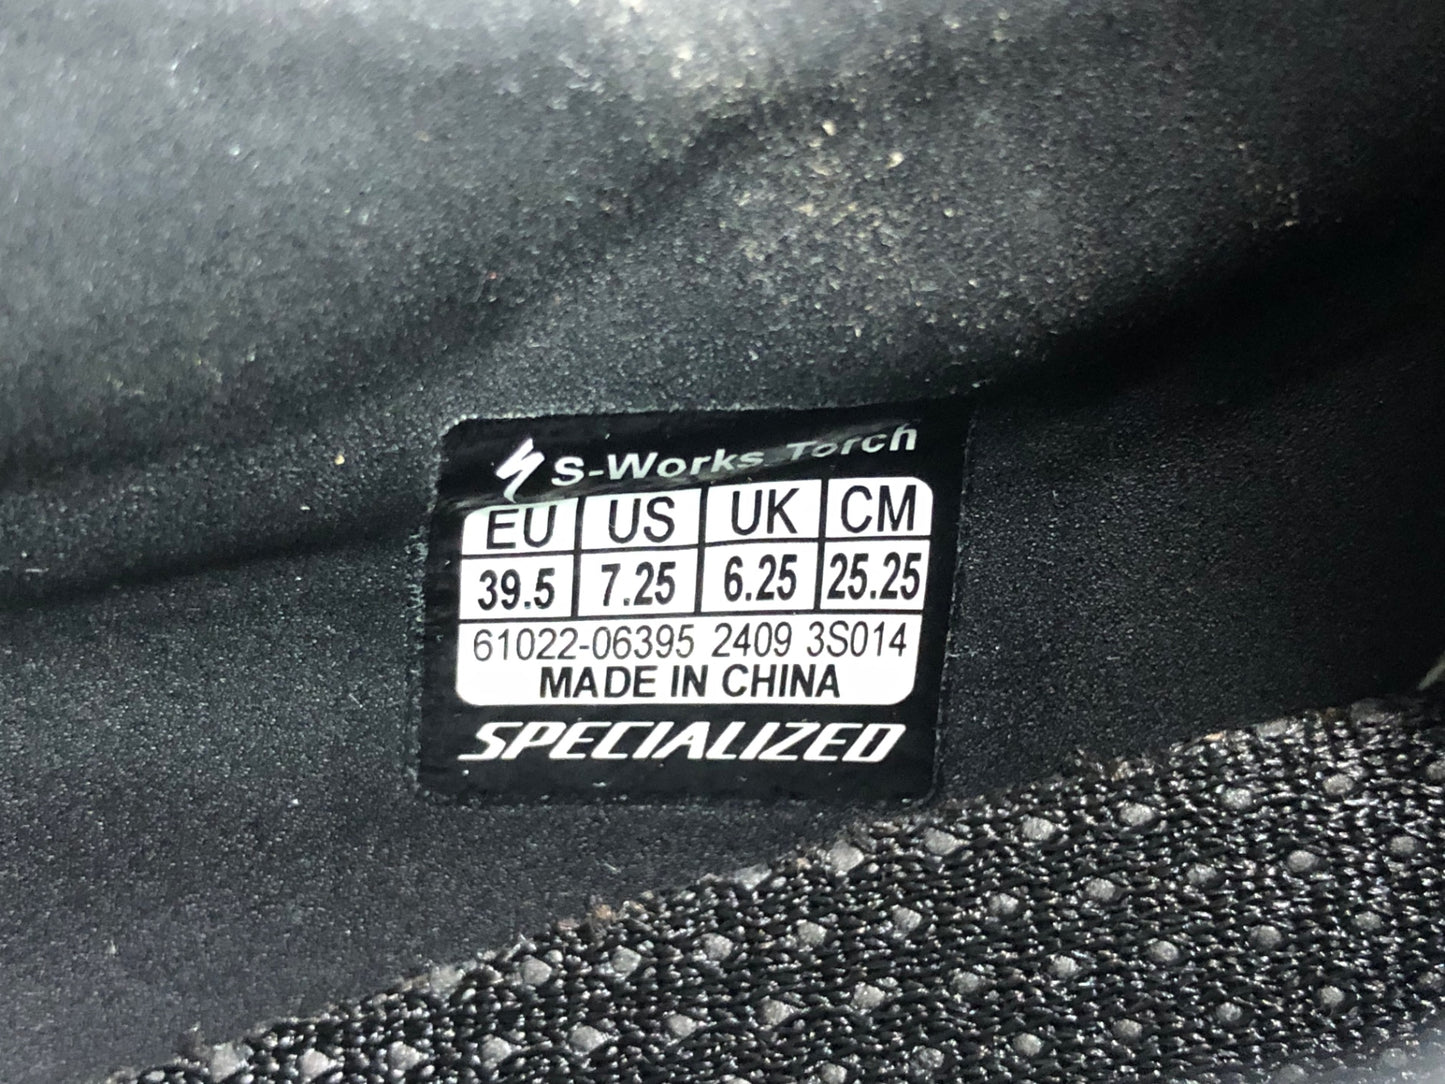 S-Works Torch
EU US UK CM
39.5 7.25 6.25 25.25
61022-06395 2409 3S014
MADE IN CHINA
SPECIALIZED